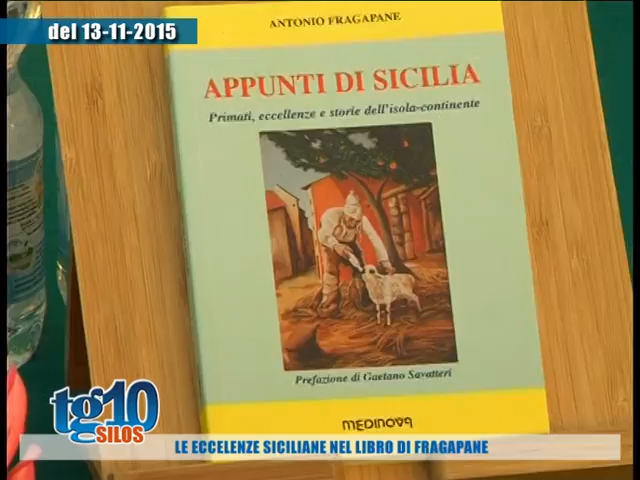 del 13-11-2015
ANTONIO FRAGAPANE
APPUNTI DI SICILIA
Primati, eccellenze e storie dell'isola-continente
Prefazione di Gaetano Savatteri
MEDINOVA
tg10
SILOS
LE ECCELENZE SICILIANE NEL LIBRO DI FRAGAPANE